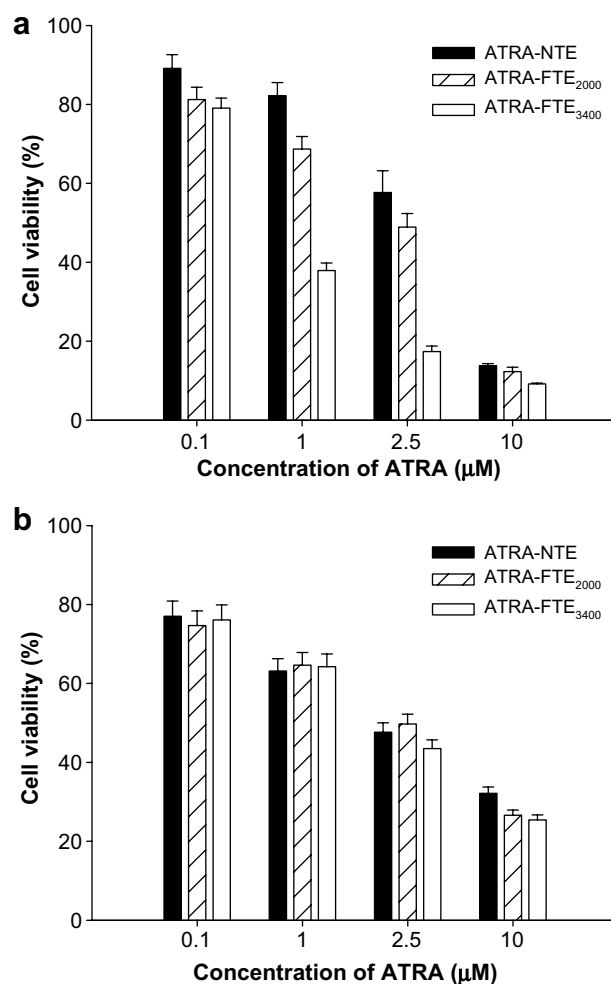 a
100
80
60
40
20
0
Cell viability (%)
ATRA-NTE
ATRA-FTE2000
ATRA-FTE3400
0.1 1 2.5 10
Concentration of ATRA (μM)
b
100
80
60
40
20
0
Cell viability (%)
ATRA-NTE
ATRA-FTE2000
ATRA-FTE3400
0.1 1 2.5 10
Concentration of ATRA (μM)